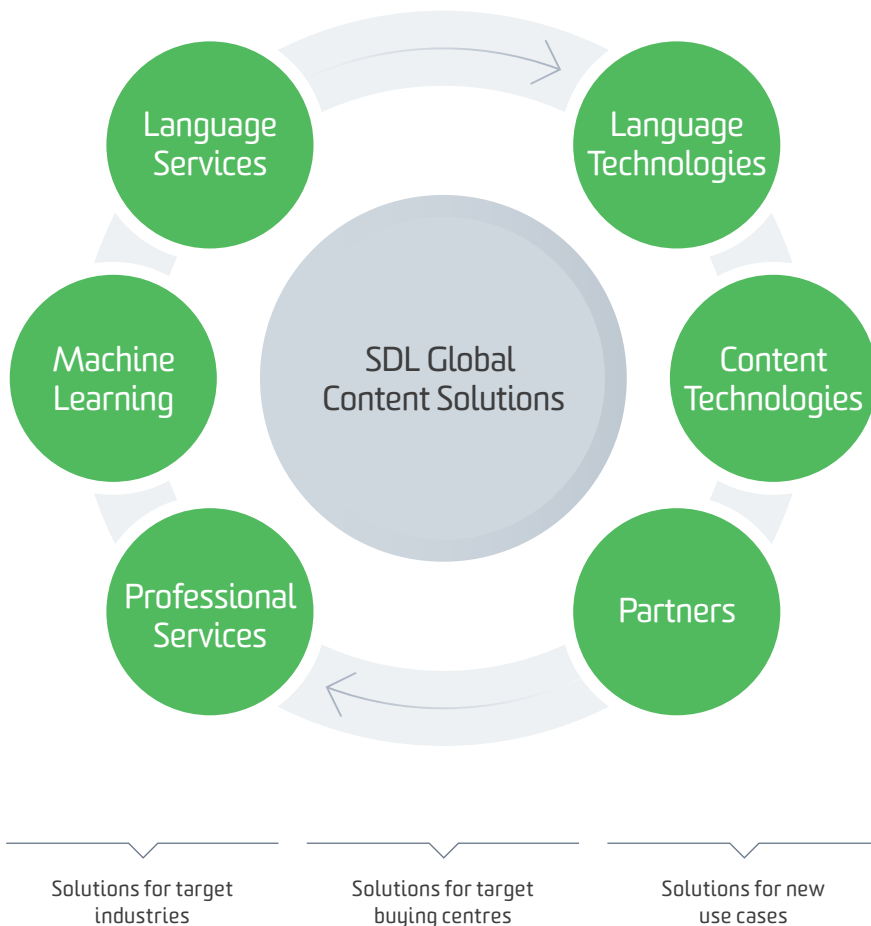 Language
Services
Language
Technologies
Machine
Learning
SDL Global
Content Solutions
Content
Technologies
Professional
Services
Partners
Solutions for target
industries
Solutions for target
buying centres
Solutions for new
use cases